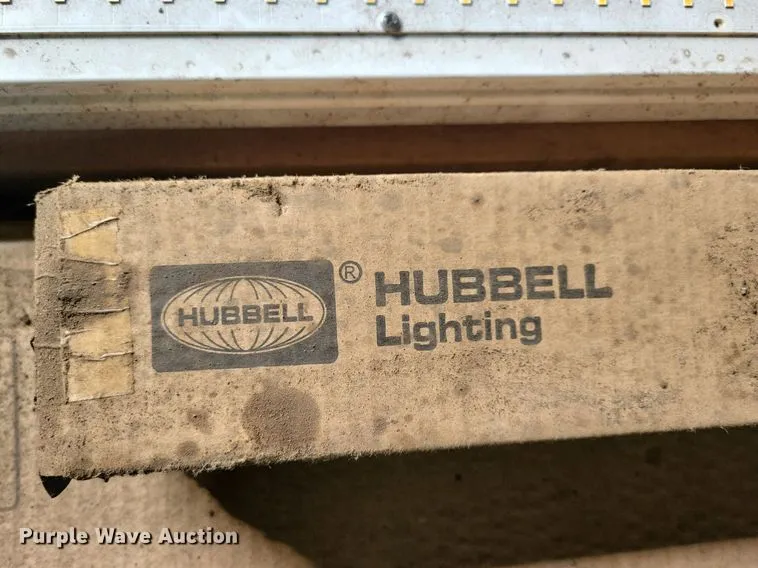 HUBBELL
®
HUBBELL
Lighting
Purple Wave Auction